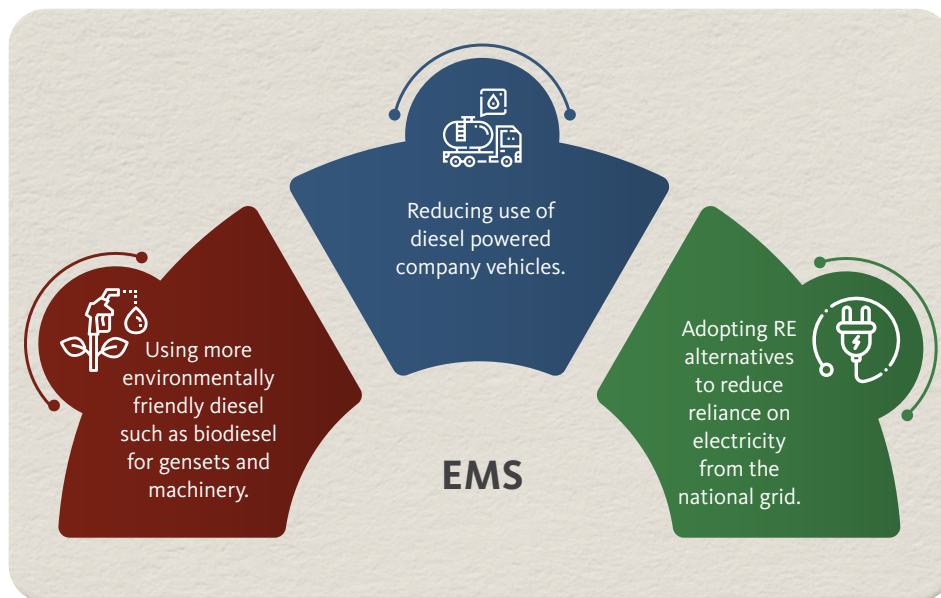 Using more
environmentally
friendly diesel
such as biodiesel
for gensets and
machinery.
Reducing use of
diesel powered
company vehicles.
Adopting RE
alternatives
to reduce
reliance on
electricity
from the
national grid.
EMS